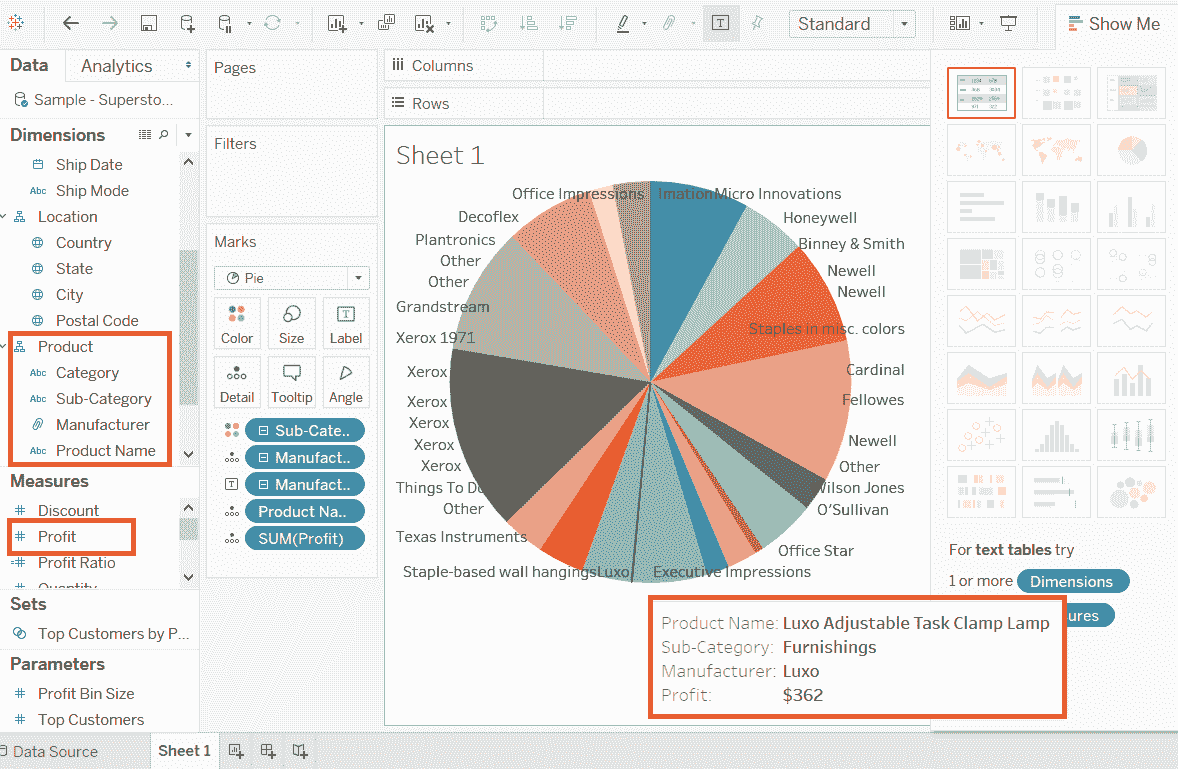 Standard
Show Me
Data
Analytics
Sample - Supersto...
Dimensions
Ship Date
Abc Ship Mode
Location
Country
State
City
Postal Code
Product
Abc Category
Abc Sub-Category
Manufacturer
Abc Product Name
Measures
# Discount
# Profit
=# Profit Ratio
# Quantity
Sets
Top Customers by P...
Parameters
# Profit Bin Size
# Top Customers
Data Source
Sheet 1
Pages
Filters
Marks
Pie
Color
Size
Label
Detail
Tooltip
Angle
Sub-Cate..
Manufact..
Manufact..
Product Na..
SUM(Profit)
Columns
Rows
Sheet 1
Office Impressions
Imation
Micro Innovations
Decoflex
Honeywell
Plantronics
Binney & Smith
Other
Newell
Other
Newell
Grandstream
Staples in misc. colors
Xerox 1971
Cardinal
Xerox
Fellowes
Xerox
Xerox
Newell
Xerox
Other
Xerox
Things To Do
Wilson Jones
Other
O'Sullivan
Texas Instruments
Office Star
Staple-based wall hangings
Luxo
Executive Impressions
Product Name: Luxo Adjustable Task Clamp Lamp
Sub-Category: Furnishings
Manufacturer: Luxo
Profit: $362
For text tables try
1 or more Dimensions
ures